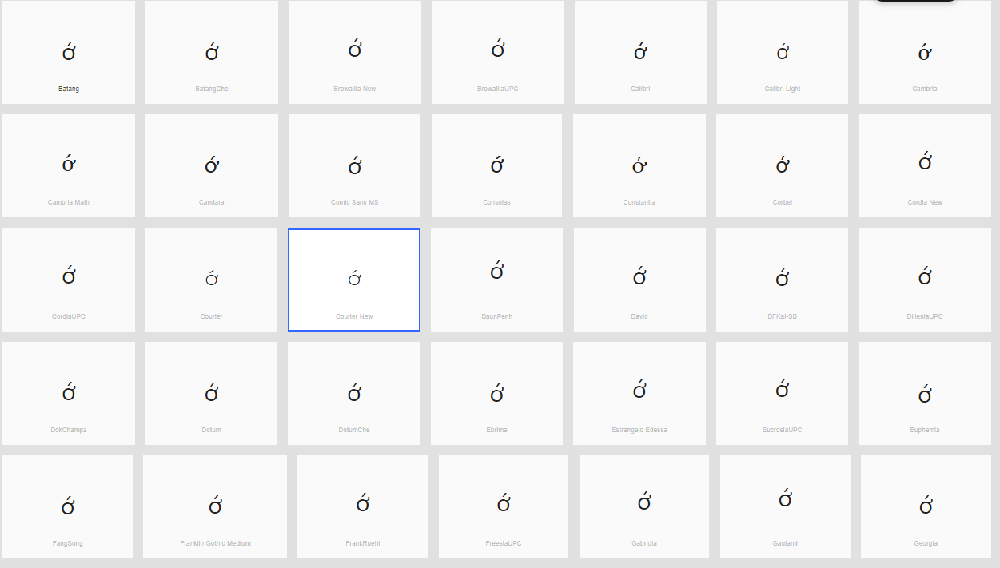 Ớ Ớ Ớ Ớ Ớ Ớ Ớ
Batang BatangChe Browallia New BrowalliaUPC Calibri Calibri Light Cambria
Ớ Ớ Ớ Ớ Ớ Ớ Ớ
Cambria Math Candara Comic Sans MS Consolas Constantia Corbel Cordia New
Ớ Ớ Ớ Ớ Ớ Ớ Ớ
CordiaUPC Courier Courier New DaunPenh David DFKai-SB DilleniaUPC
Ớ Ớ Ớ Ớ Ớ Ớ Ớ
DokChampa Dotum DotumChe Ebrima Estrangelo Edessa EucrosiaUPC Euphemia
Ớ Ớ Ớ Ớ Ớ Ớ Ớ
FangSong Franklin Gothic Medium FrankRuehl FreesiaUPC Gabriola Gautami Georgia